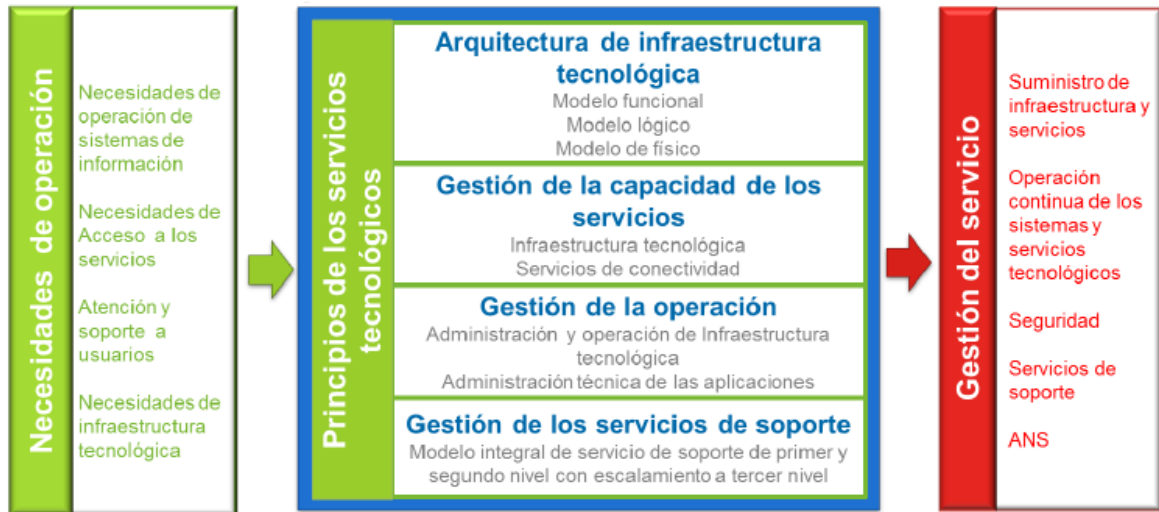 Necesidades de operación
Necesidades de
operación de
sistemas de
información
Necesidades de
Acceso a los
servicios
Atención y
soporte a
usuarios
Necesidades de
infraestructura
tecnológica
Principios de los servicios
tecnológicos
Arquitectura de infraestructura
tecnológica
Modelo funcional
Modelo lógico
Modelo de físico
Gestión de la capacidad de los
servicios
Infraestructura tecnológica
Servicios de conectividad
Gestión de la operación
Administración y operación de Infraestructura
tecnológica
Administración técnica de las aplicaciones
Gestión de los servicios de soporte
Modelo integral de servicio de soporte de primer y
segundo nivel con escalamiento a tercer nivel
Gestión del servicio
Suministro de
infraestructura y
servicios
Operación
continua de los
sistemas y
servicios
tecnológicos
Seguridad
Servicios de
soporte
ANS